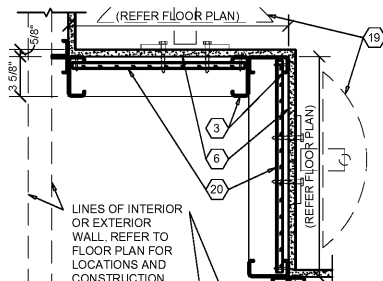 (REFER FLOOR PLAN)
19
5/8"
3 5/8"
3
6
20
(REFER FLOOR PLAN)
LINES OF INTERIOR
OR EXTERIOR
WALL, REFER TO
FLOOR PLAN FOR
LOCATIONS AND
CONSTRUCTION